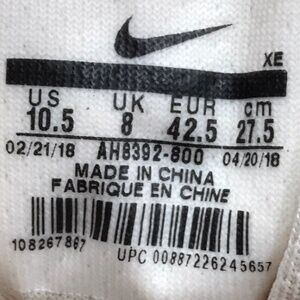 XE
US UK EUR cm
10.5 8 42.5 27.5
02/21/18 AH8392-800 04/20/18
MADE IN CHINA
FABRIQUE EN CHINE
108267867
UPC 00887226245657